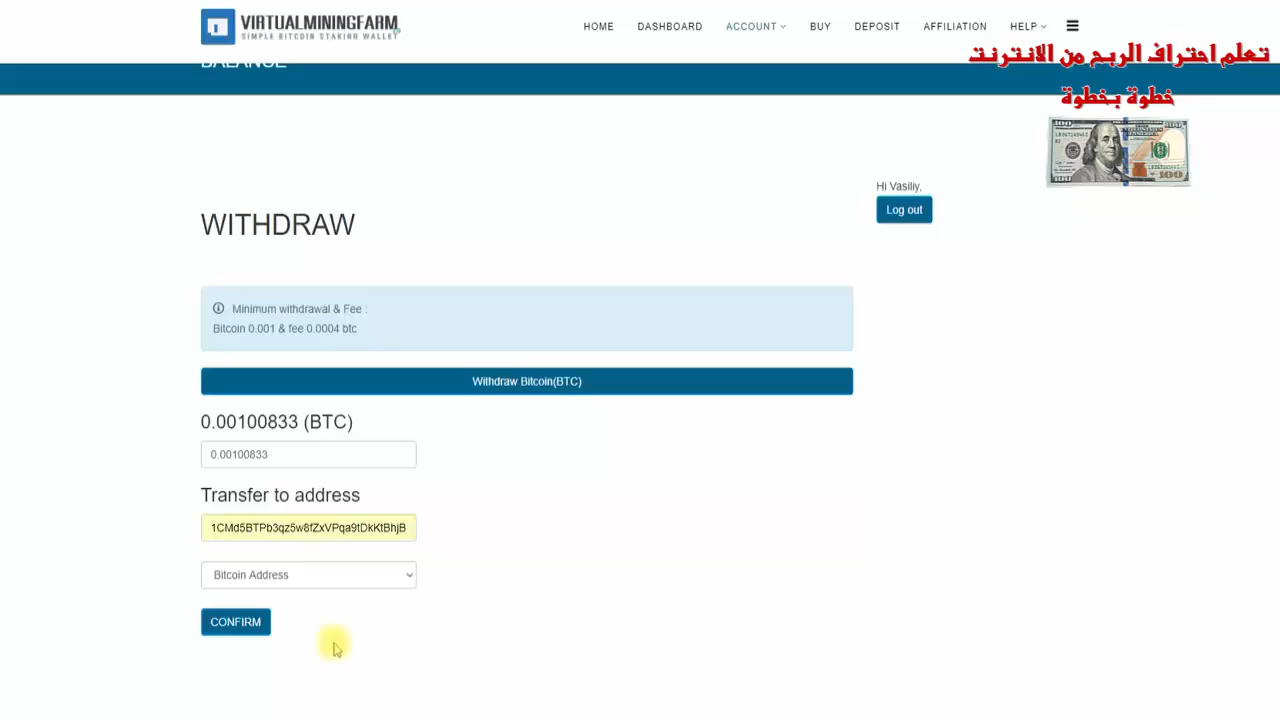 VIRTUALMININGFARM
SIMPLE BITCOIN STAKING WALLET
HOME DASHBOARD ACCOUNT BUY DEPOSIT AFFILIATION HELP
تعلم احتراف الربح من الانترنت
خطوة بخطوة
BALANCE
Hi Vasiliy,
Log out
WITHDRAW
Minimum withdrawal & Fee :
Bitcoin 0.001 & fee 0.0004 btc
Withdraw Bitcoin(BTC)
0.00100833 (BTC)
0.00100833
Transfer to address
1CMd5BTPb3qz5w8fZxVPqa9tDkKtBhjB
Bitcoin Address
CONFIRM